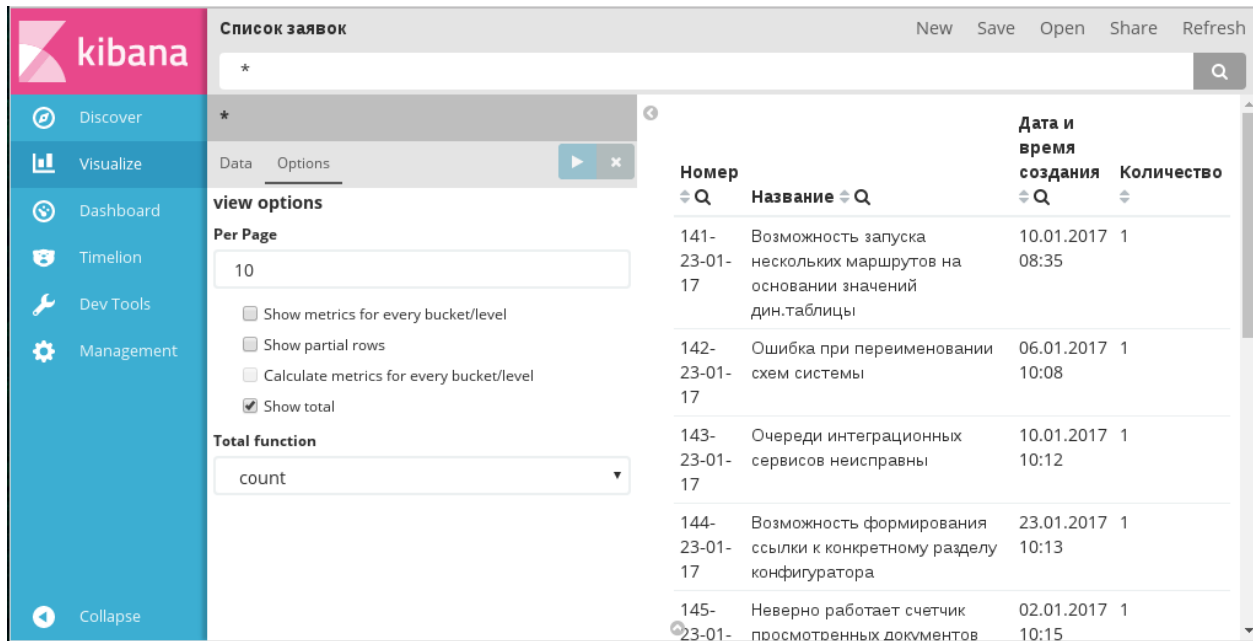 kibana
Список заявок
New Save Open Share Refresh
*
Discover
Visualize
Dashboard
Timelion
Dev Tools
Management
Collapse
*
Data Options
view options
Per Page
10
Show metrics for every bucket/level
Show partial rows
Calculate metrics for every bucket/level
Show total
Total function
count
Номер
Название
Дата и
время
создания
Количество
141-
23-01-
17
Возможность запуска
нескольких маршрутов на
основании значений
дин.таблицы
10.01.2017
08:35
1
142-
23-01-
17
Ошибка при переименовании
схем системы
06.01.2017
10:08
1
143-
23-01-
17
Очереди интеграционных
сервисов неисправны
10.01.2017
10:12
1
144-
23-01-
17
Возможность формирования
ссылки к конкретному разделу
конфигуратора
23.01.2017
10:13
1
145-
23-01-
Неверно работает счетчик
просмотренных документов
02.01.2017
10:15
1